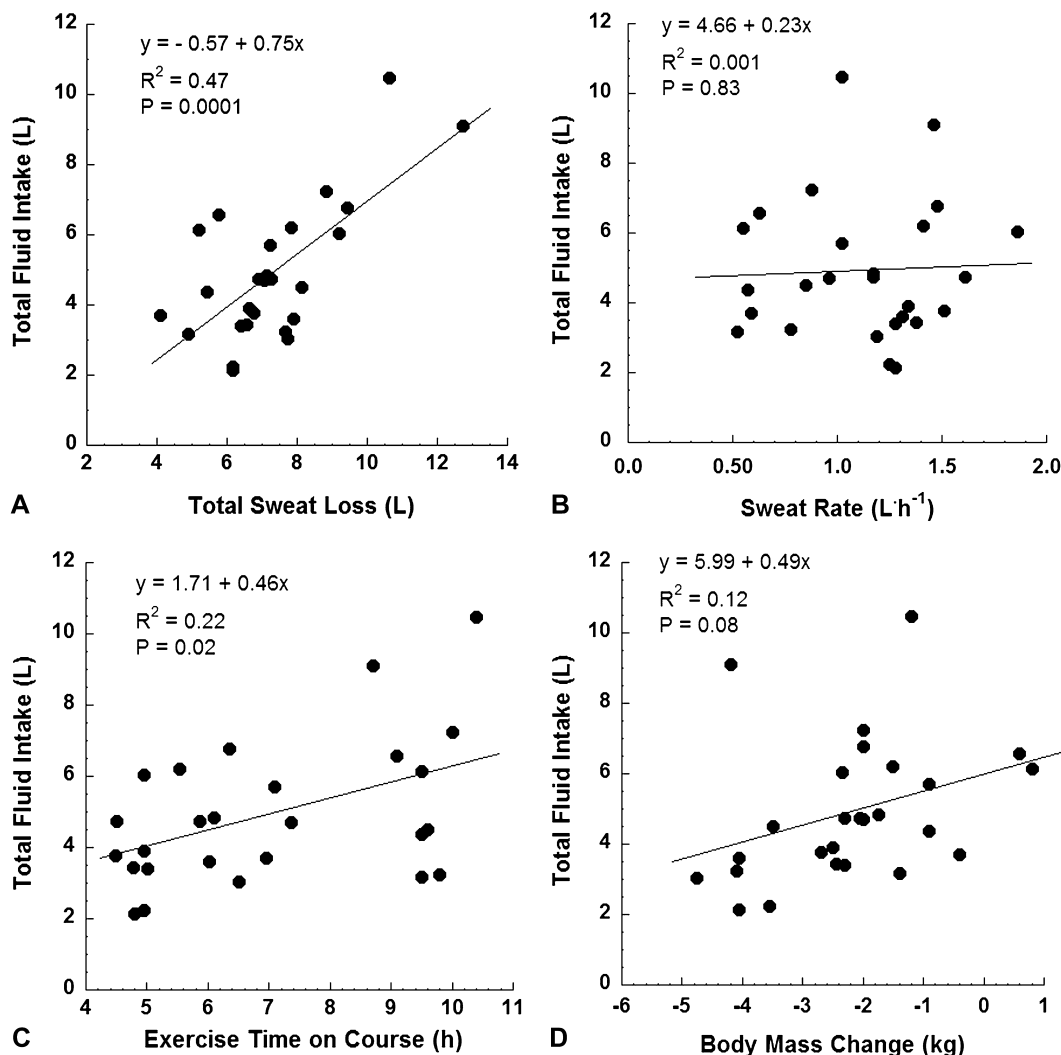 y = - 0.57 + 0.75x
R² = 0.47
P = 0.0001
Total Fluid Intake (L)
12
10
8
6
4
2
0
2 4 6 8 10 12 14
A Total Sweat Loss (L)
y = 4.66 + 0.23x
R² = 0.001
P = 0.83
Total Fluid Intake (L)
12
10
8
6
4
2
0
0.0 0.50 1.0 1.5 2.0
B Sweat Rate (L·h⁻¹)
y = 1.71 + 0.46x
R² = 0.22
P = 0.02
Total Fluid Intake (L)
12
10
8
6
4
2
0
4 5 6 7 8 9 10 11
C Exercise Time on Course (h)
y = 5.99 + 0.49x
R² = 0.12
P = 0.08
Total Fluid Intake (L)
12
10
8
6
4
2
0
-6 -5 -4 -3 -2 -1 0 1
D Body Mass Change (kg)